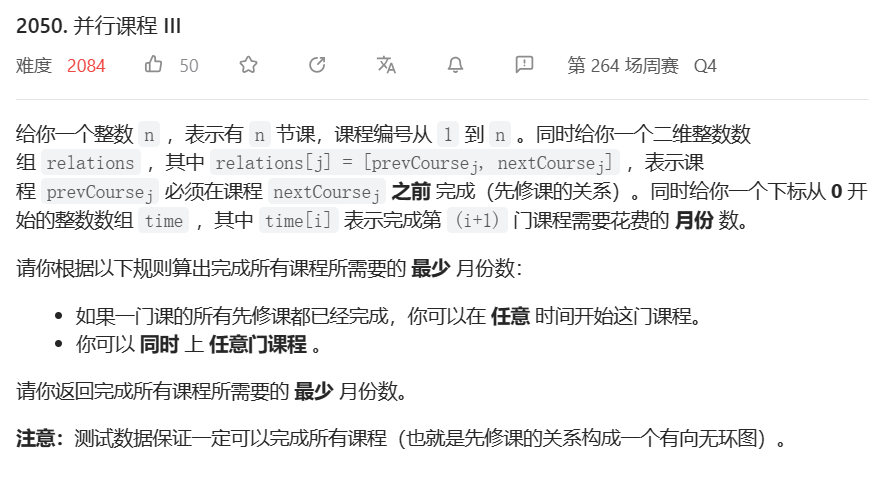 2050. 并行课程 III
难度 2084 50 第 264 场周赛 Q4
给你一个整数 n ，表示有 n 节课，课程编号从 1 到 n 。同时给你一个二维整数数
组 relations ，其中 relations[j] = [prevCoursej, nextCoursej] ，表示课
程 prevCoursej 必须在课程 nextCoursej 之前 完成（先修课的关系）。同时给你一个下标从 0 开
始的整数数组 time ，其中 time[i] 表示完成第 (i+1) 门课程需要花费的 月份 数。
请你根据以下规则算出完成所有课程所需要的 最少 月份数：
• 如果一门课的所有先修课都已经完成，你可以在 任意 时间开始这门课程。
• 你可以 同时 上 任意门课程 。
请你返回完成所有课程所需要的 最少 月份数。
注意：测试数据保证一定可以完成所有课程（也就是先修课的关系构成一个有向无环图）。